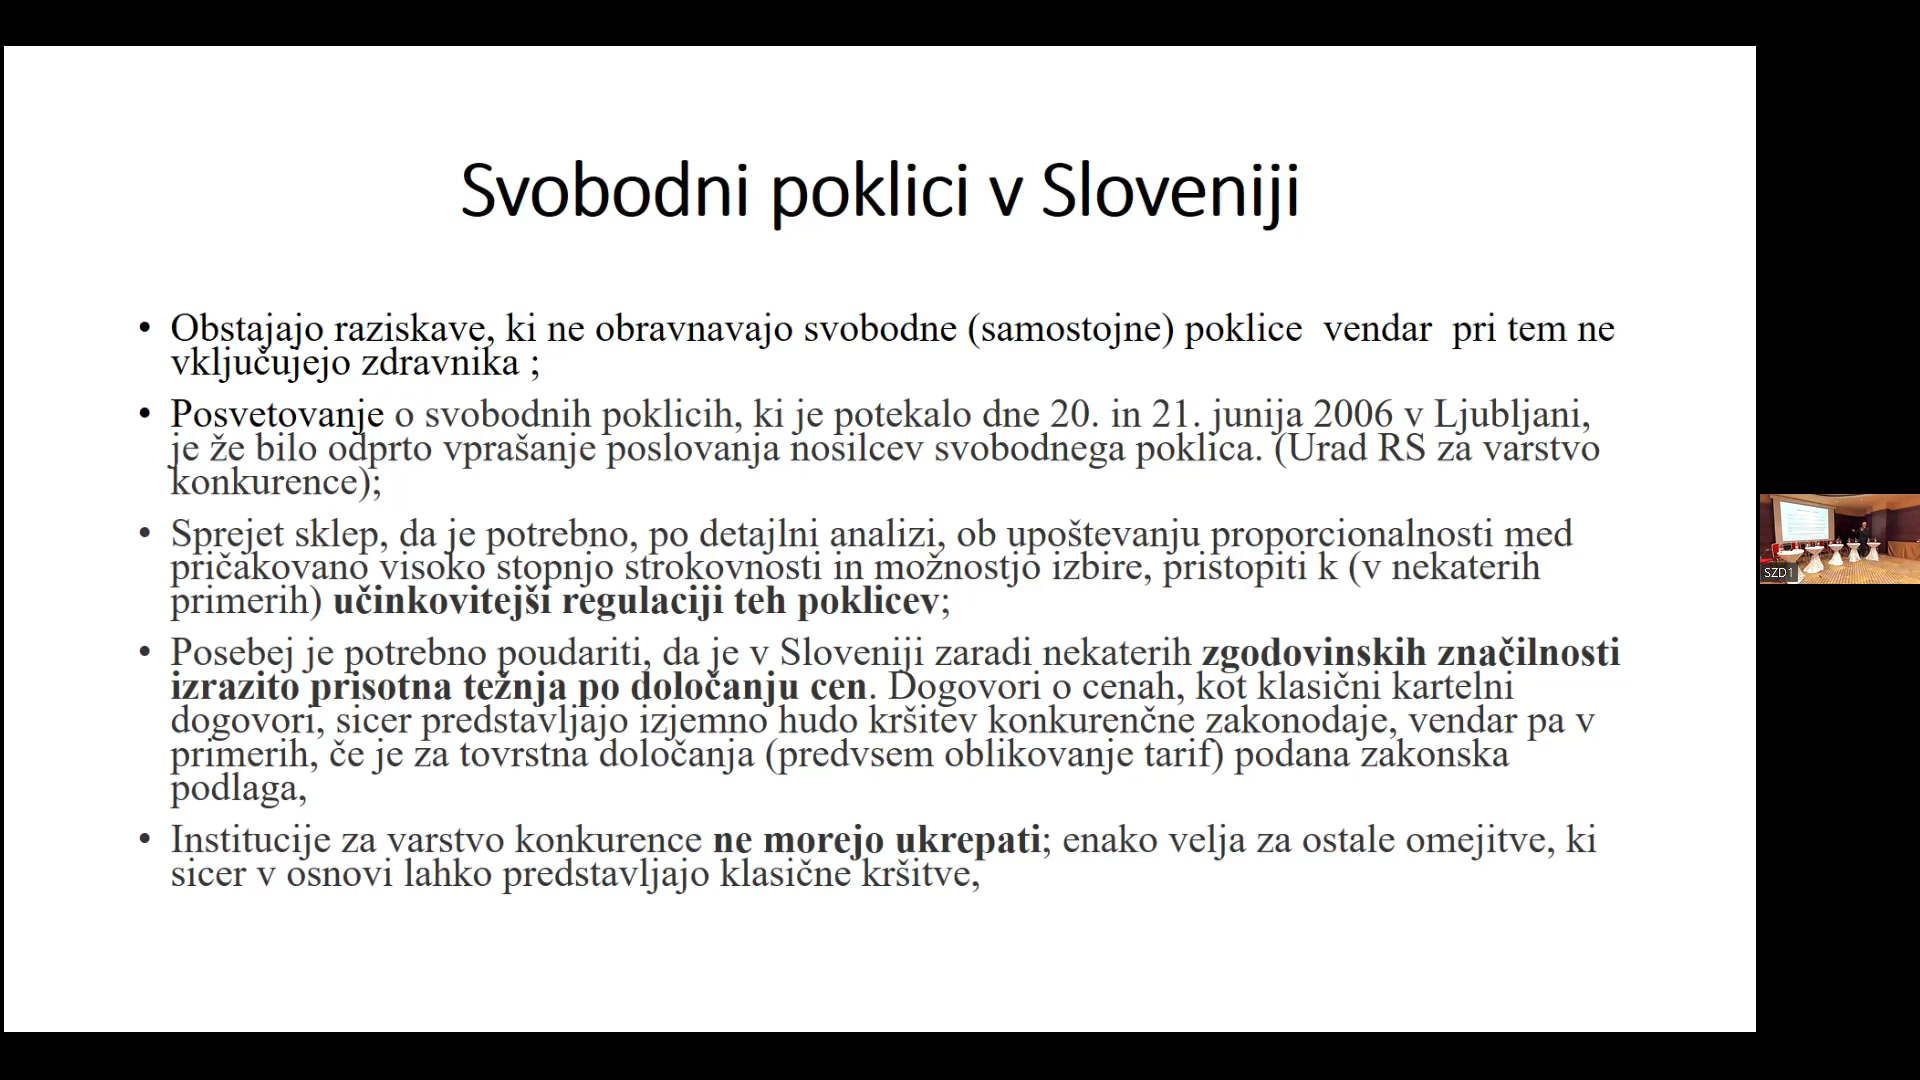 Svobodni poklici v Sloveniji
• Obstajajo raziskave, ki ne obravnavajo svobodne (samostojne) poklice  vendar  pri tem ne
vključujejo zdravnika ;
• Posvetovanje o svobodnih poklicih, ki je potekalo dne 20. in 21. junija 2006 v Ljubljani,
je že bilo odprto vprašanje poslovanja nosilcev svobodnega poklica. (Urad RS za varstvo
konkurence);
• Sprejet sklep, da je potrebno, po detajlni analizi, ob upoštevanju proporcionalnosti med
pričakovano visoko stopnjo strokovnosti in možnostjo izbire, pristopiti k (v nekaterih
primerih) učinkovitejši regulaciji teh poklicev;
• Posebej je potrebno poudariti, da je v Sloveniji zaradi nekaterih zgodovinskih značilnosti
izrazito prisotna težnja po določanju cen. Dogovori o cenah, kot klasični kartelni
dogovori, sicer predstavljajo izjemno hudo kršitev konkurenčne zakonodaje, vendar pa v
primerih, če je za tovrstna določanja (predvsem oblikovanje tarif) podana zakonska
podlaga,
• Institucije za varstvo konkurence ne morejo ukrepati; enako velja za ostale omejitve, ki
sicer v osnovi lahko predstavljajo klasične kršitve,
SZD1